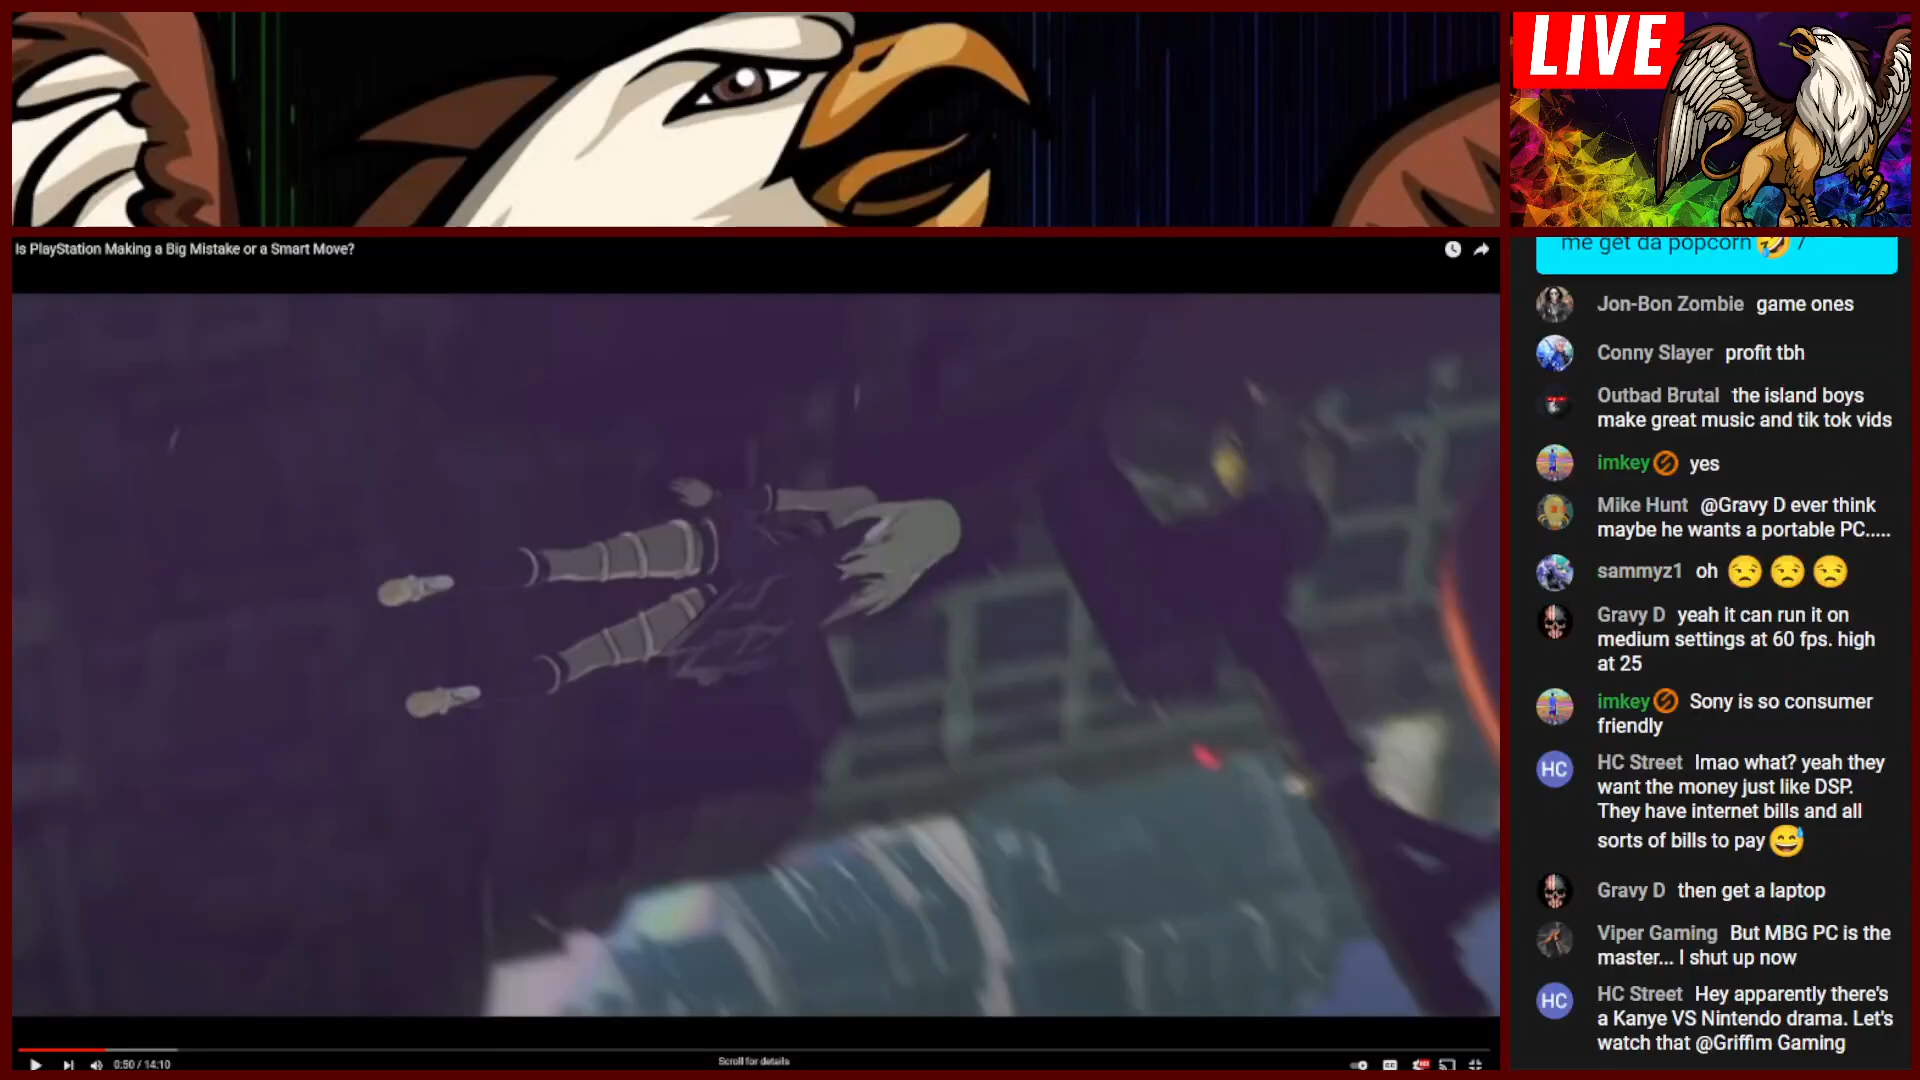 LIVE
Is PlayStation Making a Big Mistake or a Smart Move?
me get da popcorn 🤣 /
Jon-Bon Zombie game ones
Conny Slayer profit tbh
Outbad Brutal the island boys
make great music and tik tok vids
imkey yes
Mike Hunt @Gravy D ever think
maybe he wants a portable PC.....
sammyz1 oh 😒 😒 😒
Gravy D yeah it can run it on
medium settings at 60 fps. high
at 25
imkey Sony is so consumer
friendly
HC HC Street lmao what? yeah they
want the money just like DSP.
They have internet bills and all
sorts of bills to pay 😅
Gravy D then get a laptop
Viper Gaming But MBG PC is the
master... I shut up now
HC HC Street Hey apparently there's
a Kanye VS Nintendo drama. Let's
watch that @Griffim Gaming
0:50 / 14:10
Scroll for details